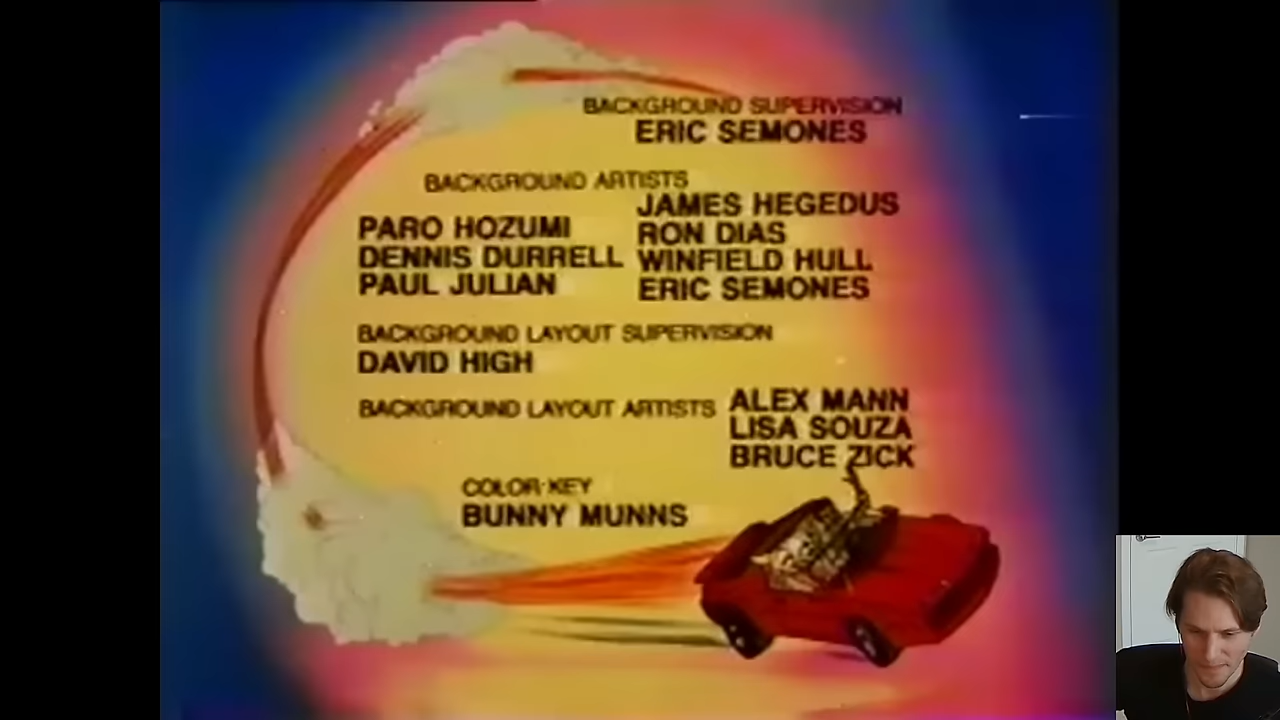 BACKGROUND SUPERVISION
ERIC SEMONES
BACKGROUND ARTISTS
JAMES HEGEDUS
PARO HOZUMI
RON DIAS
DENNIS DURRELL
WINFIELD HULL
PAUL JULIAN
ERIC SEMONES
BACKGROUND LAYOUT SUPERVISION
DAVID HIGH
BACKGROUND LAYOUT ARTISTS
ALEX MANN
LISA SOUZA
BRUCE ZICK
COLOR KEY
BUNNY MUNNS